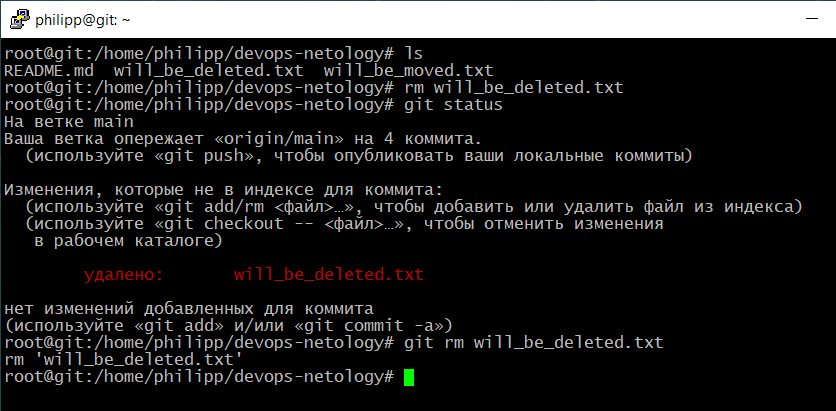 philipp@git: ~
root@git:/home/philipp/devops-netology# ls
README.md  will_be_deleted.txt  will_be_moved.txt
root@git:/home/philipp/devops-netology# rm will_be_deleted.txt
root@git:/home/philipp/devops-netology# git status
На ветке main
Ваша ветка опережает «origin/main» на 4 коммита.
  (используйте «git push», чтобы опубликовать ваши локальные коммиты)

Изменения, которые не в индексе для коммита:
  (используйте «git add/rm <файл>…», чтобы добавить или удалить файл из индекса)
  (используйте «git checkout -- <файл>…», чтобы отменить изменения
   в рабочем каталоге)

        удалено:       will_be_deleted.txt

нет изменений добавленных для коммита
(используйте «git add» и/или «git commit -a»)
root@git:/home/philipp/devops-netology# git rm will_be_deleted.txt
rm 'will_be_deleted.txt'
root@git:/home/philipp/devops-netology#